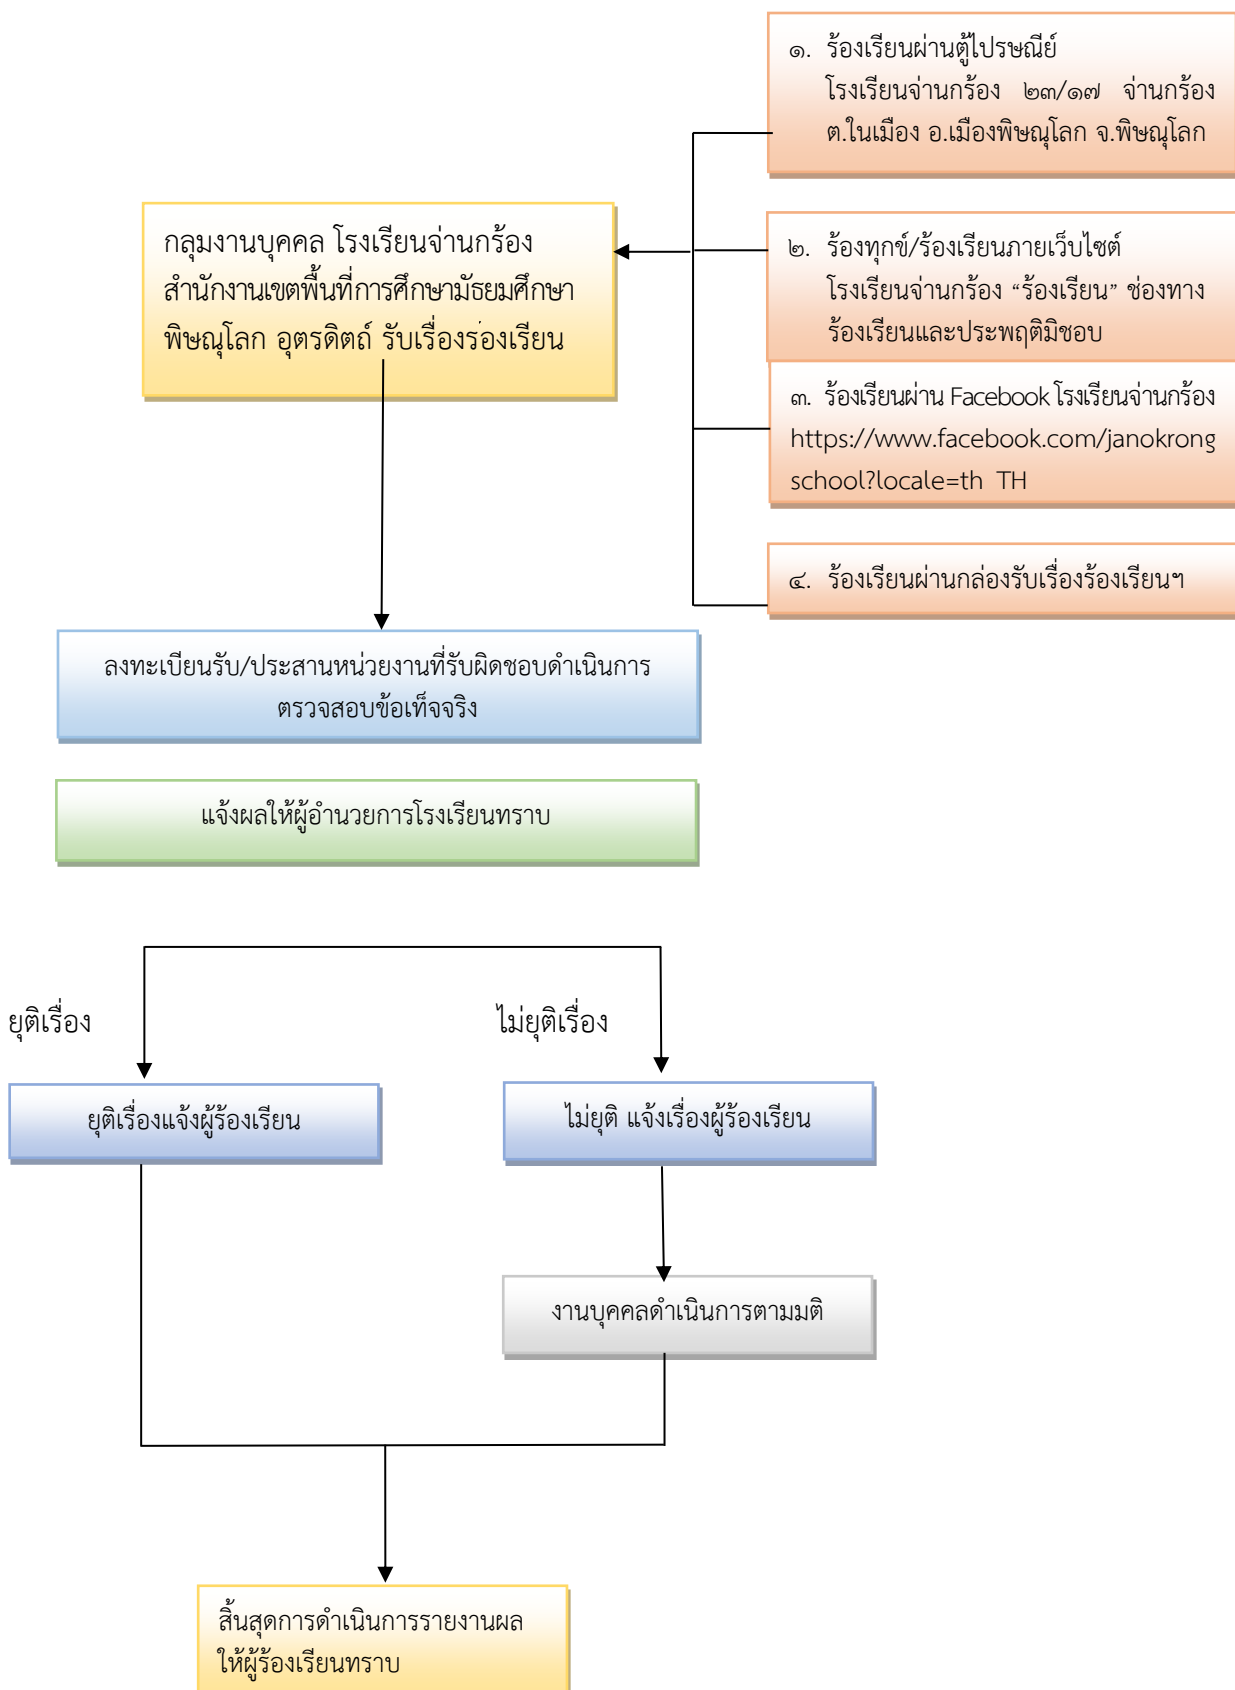 ๑. ร้องเรียนผ่านตู้ไปรษณีย์
โรงเรียนจ่านกร้อง ๒๓/๑๗ จ่านกร้อง
ต.ในเมือง อ.เมืองพิษณุโลก จ.พิษณุโลก
กลุมงานบุคคล โรงเรียนจ่านกร้อง
สำนักงานเขตพื้นที่การศึกษามัธยมศึกษา
พิษณุโลก อุตรดิตถ์ รับเรื่องร่องเรียน
๒. ร้องทุกข์/ร้องเรียนภายเว็บไซต์
โรงเรียนจ่านกร้อง “ร้องเรียน” ช่องทาง
ร้องเรียนและประพฤติมิชอบ
๓. ร้องเรียนผ่าน Facebook โรงเรียนจ่านกร้อง
https://www.facebook.com/janokrong
school?locale=th TH
๔. ร้องเรียนผ่านกล่องรับเรื่องร้องเรียนฯ
ลงทะเบียนรับ/ประสานหน่วยงานที่รับผิดชอบดำเนินการ
ตรวจสอบข้อเท็จจริง
แจ้งผลให้ผู้อำนวยการโรงเรียนทราบ
ยุติเรื่อง
ไม่ยุติเรื่อง
ยุติเรื่องแจ้งผู้ร้องเรียน
ไม่ยุติ แจ้งเรื่องผู้ร้องเรียน
งานบุคคลดำเนินการตามมติ
สิ้นสุดการดำเนินการรายงานผล
ให้ผู้ร้องเรียนทราบ